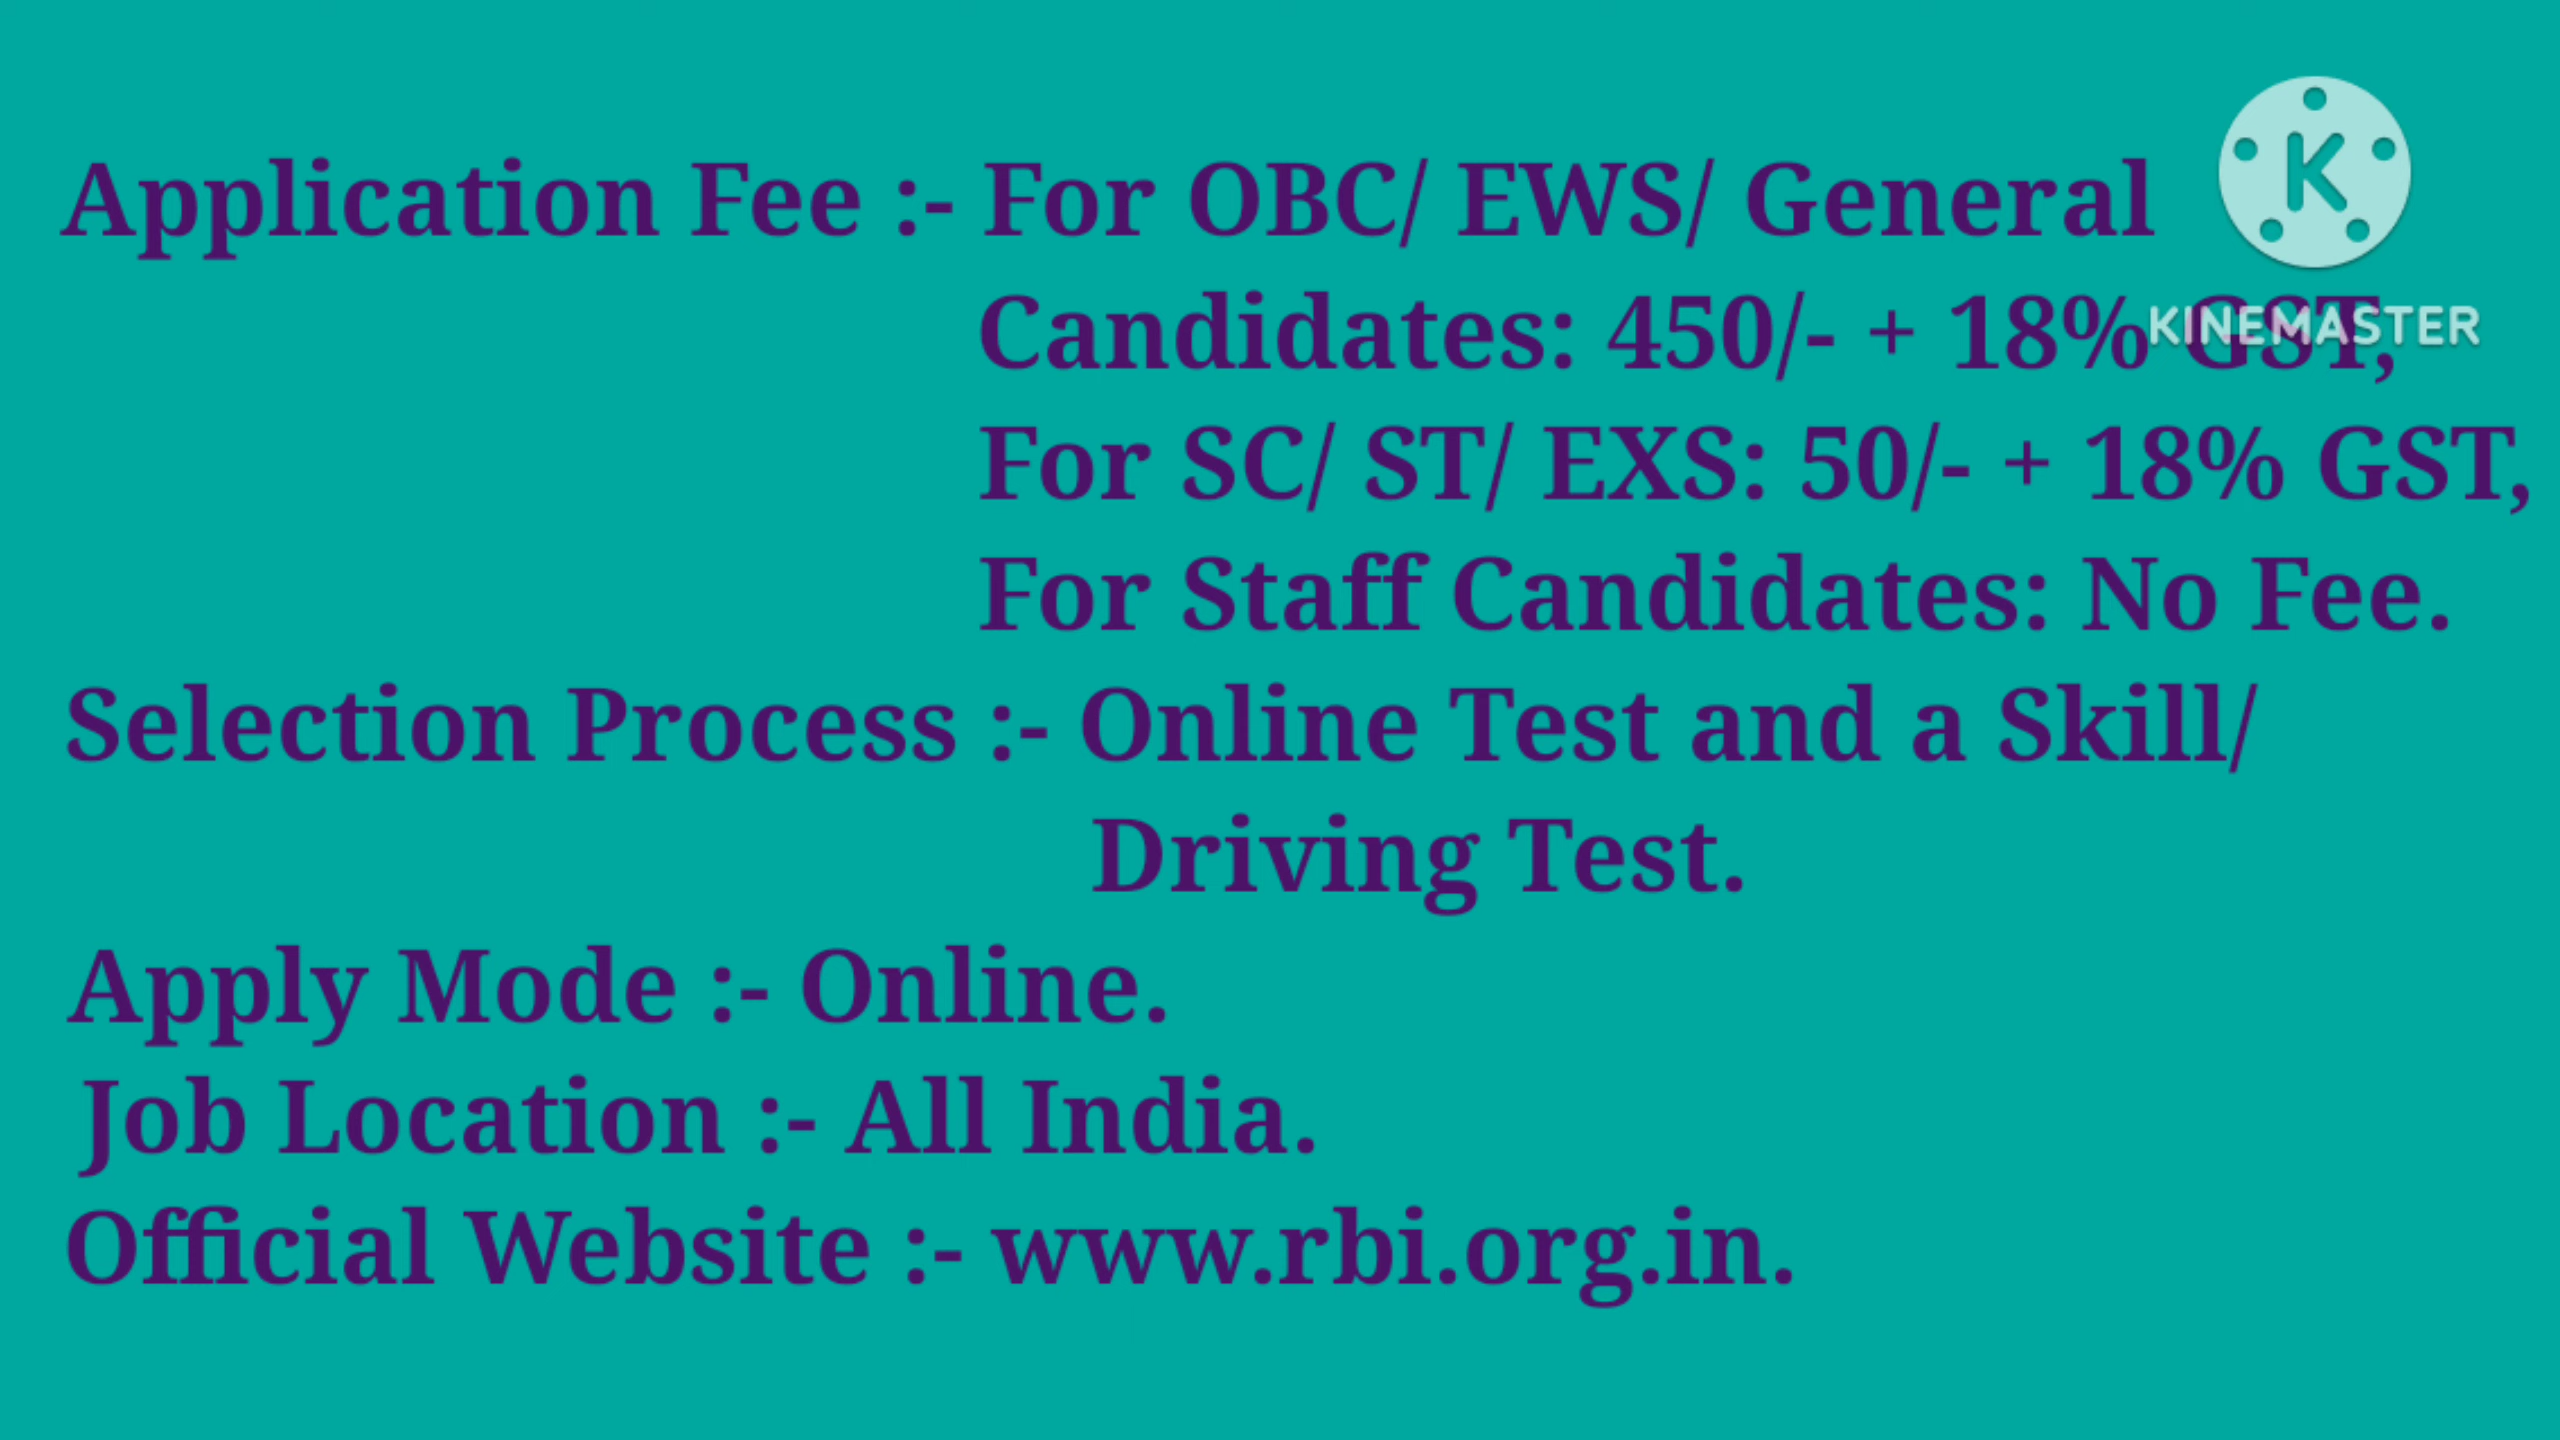 Application Fee :- For OBC/ EWS/ General
Candidates: 450/- + 18% GST,
For SC/ ST/ EXS: 50/- + 18% GST,
For Staff Candidates: No Fee.
Selection Process :- Online Test and a Skill/
Driving Test.
Apply Mode :- Online.
Job Location :- All India.
Official Website :- www.rbi.org.in.
K
KINEMASTER